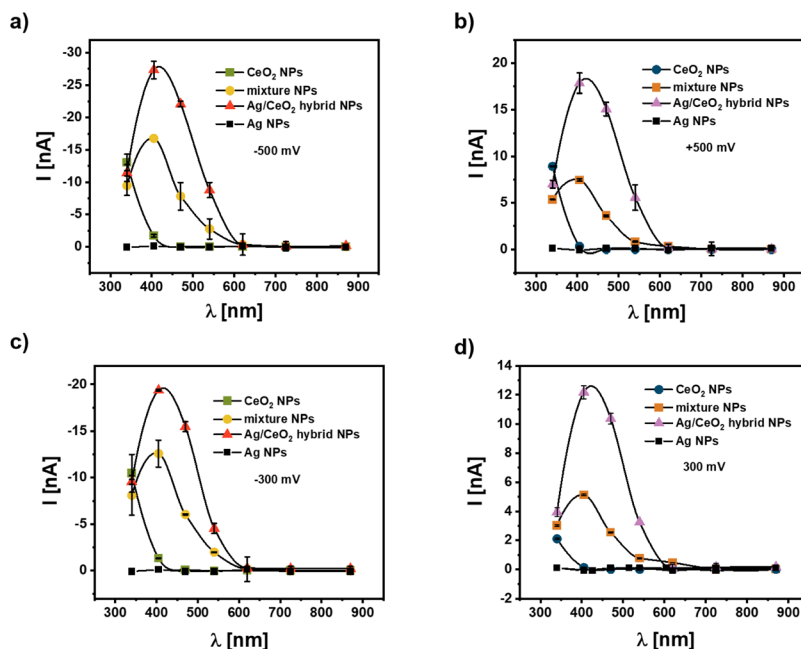 a)
-30
-25
-20
-15
-10
-5
0
I [nA]
CeO₂ NPs
mixture NPs
Ag/CeO₂ hybrid NPs
Ag NPs
-500 mV
300 400 500 600 700 800 900
λ [nm]
b)
20
15
10
5
0
I [nA]
CeO₂ NPs
mixture NPs
Ag/CeO₂ hybrid NPs
Ag NPs
+500 mV
300 400 500 600 700 800 900
λ [nm]
c)
-20
-15
-10
-5
0
I [nA]
CeO₂ NPs
mixture NPs
Ag/CeO₂ hybrid NPs
Ag NPs
-300 mV
300 400 500 600 700 800 900
λ [nm]
d)
14
12
10
8
6
4
2
0
-2
I [nA]
CeO₂ NPs
mixture NPs
Ag/CeO₂ hybrid NPs
Ag NPs
300 mV
300 400 500 600 700 800 900
λ [nm]